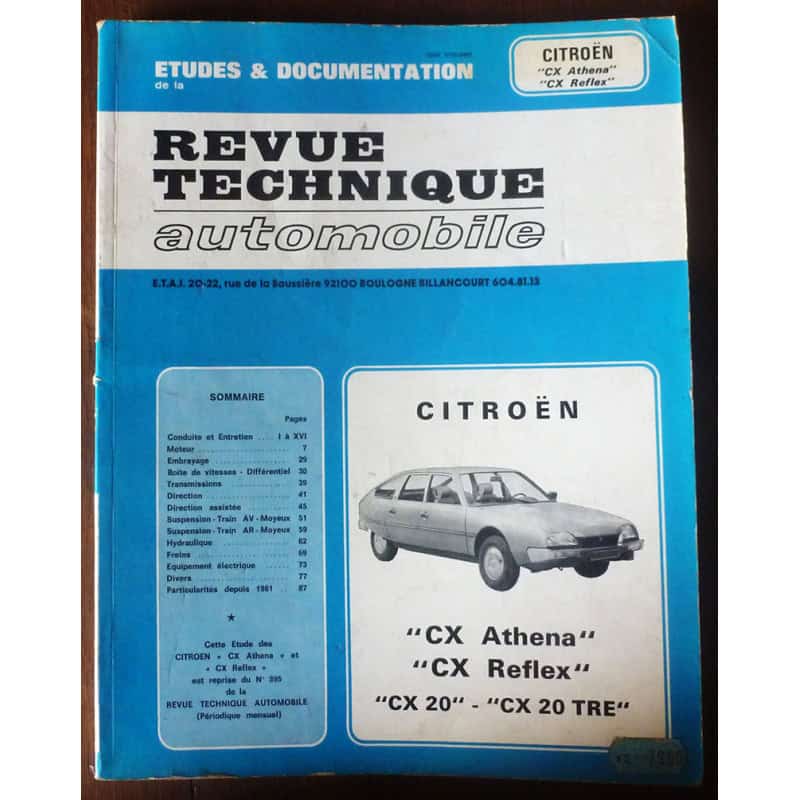 ETUDES & DOCUMENTATION
de la
CITROËN
"CX Athena"
"CX Reflex"
REVUE
TECHNIQUE
automobile
E.T.A.I. 20-22, rue de la Saussière 92100 BOULOGNE BILLANCOURT 604.81.13
SOMMAIRE
Pages
Conduite et Entretien .... I à XVI
Moteur .................... 7
Embrayage ................. 29
Boite de vitesses - Différentiel 30
Transmissions ............. 39
Direction ................. 41
Direction assistée ........ 45
Suspension - Train AV - Moyeux 51
Suspension - Train AR - Moyeux 59
Hydraulique ............... 62
Freins .................... 69
Equipement électrique ...... 73
Divers .................... 77
Particularités depuis 1981 .. 87
★
Cette Etude des
CITROEN « CX Athena » et
« CX Reflex »
est reprise du N° 395
de la
REVUE TECHNIQUE AUTOMOBILE
(Périodique mensuel)
CITROËN
"CX Athena"
"CX Reflex"
"CX 20" - "CX 20 TRE"